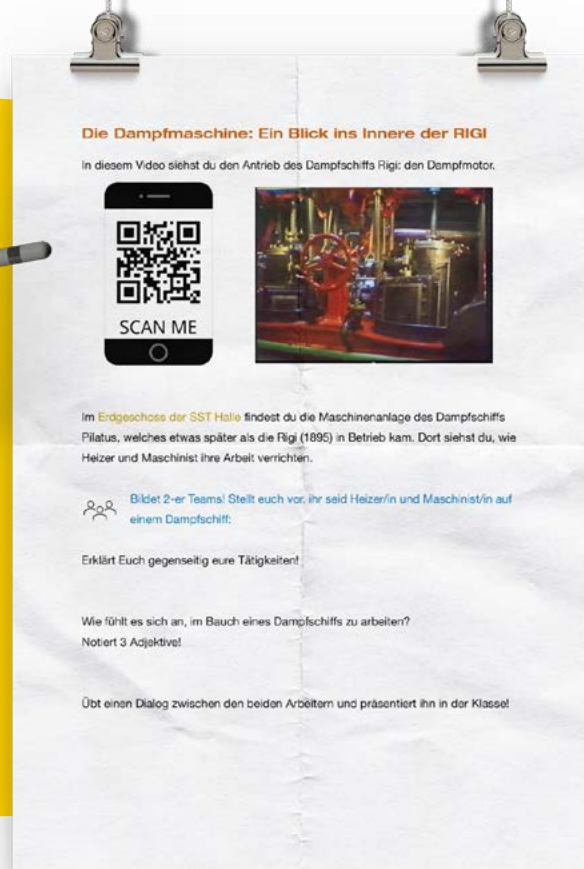 Die Dampfmaschine: Ein Blick ins Innere der RIGI
In diesem Video siehst du den Antrieb des Dampfschiffs Rigi: den Dampfmotor.
SCAN ME
Im Erdgeschoss der SST Halle findest du die Maschinenanlage des Dampfschiffs
Pilatus, welches etwas später als die Rigi (1895) in Betrieb kam. Dort siehst du, wie
Heizer und Maschinist ihre Arbeit verrichten.
Bildet 2-er Teams! Stellt euch vor, ihr seid Heizer/in und Maschinist/in auf
einem Dampfschiff:
Erklärt Euch gegenseitig eure Tätigkeiten!
Wie fühlt es sich an, im Bauch eines Dampfschiffs zu arbeiten?
Notiert 3 Adjektive!
Übt einen Dialog zwischen den beiden Arbeitern und präsentiert ihn in der Klasse!